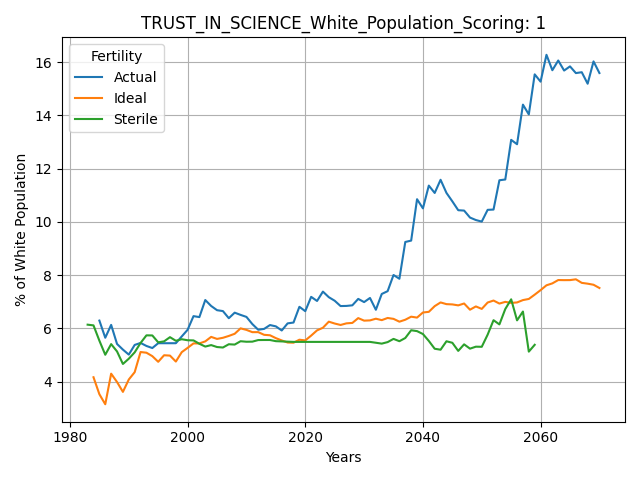 TRUST_IN_SCIENCE_White_Population_Scoring: 1
Fertility
Actual
Ideal
Sterile
% of White Population
16
14
12
10
8
6
4
1980
2000
2020
2040
2060
Years